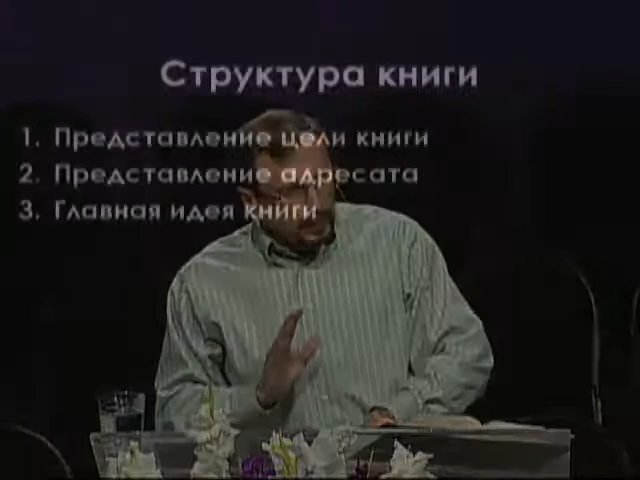 Структура книги
1. Представление цели книги
2. Представление адресата
3. Главная идея книги